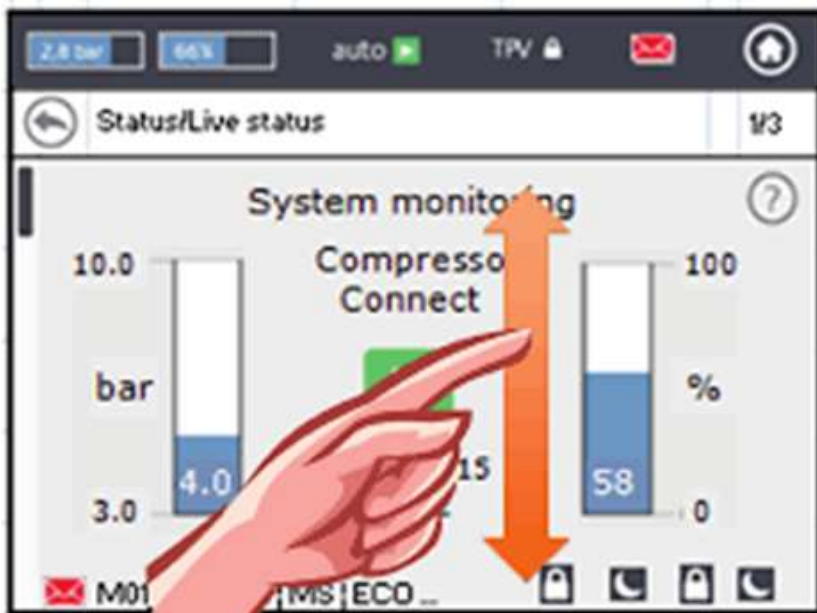 2,8 bar 66% auto TPV
Status/Live status 1/3
System monitoring ?
10.0 Compresso 100
Connect
bar %
4.0 15 58
3.0 0
MS ECO ...